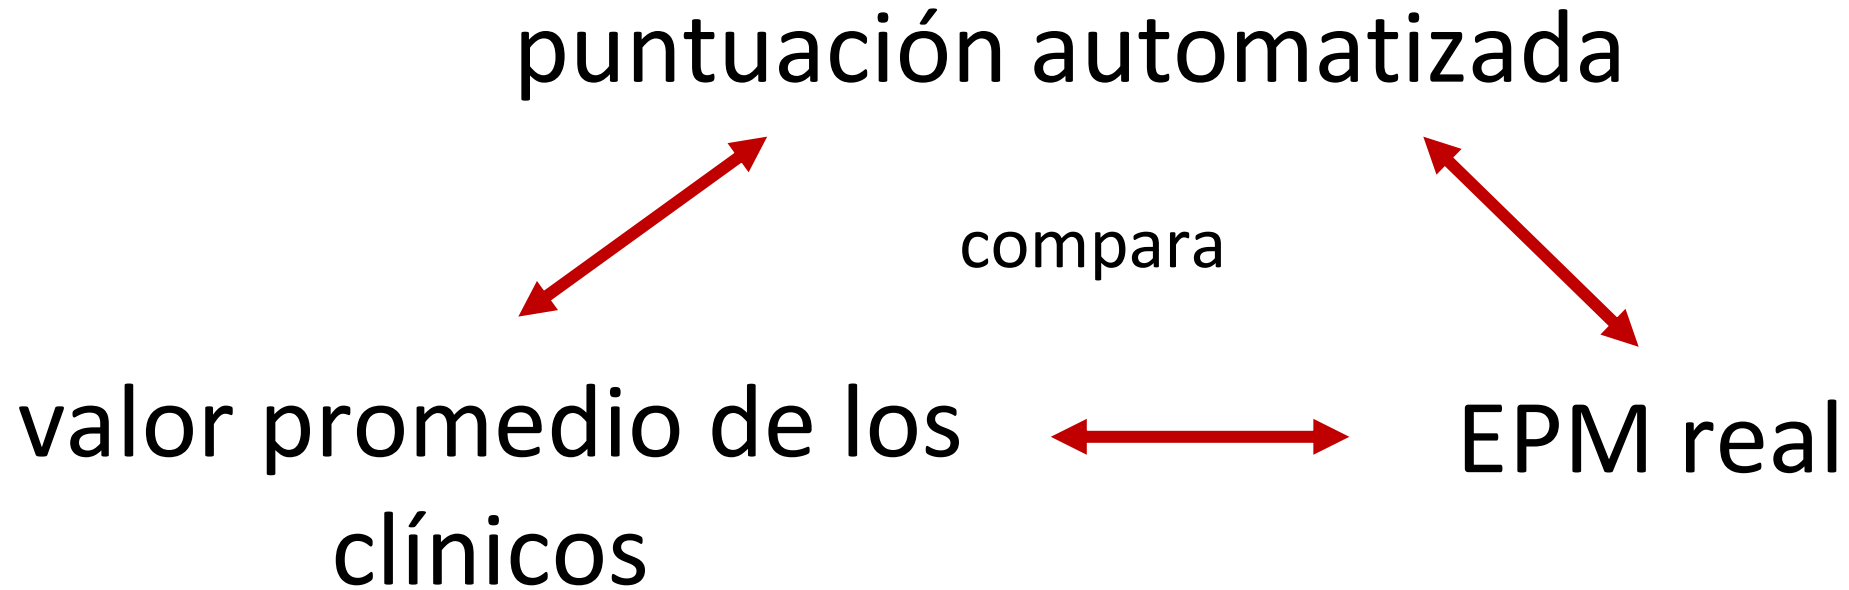 puntuación automatizada
compara
valor promedio de los
clínicos
EPM real